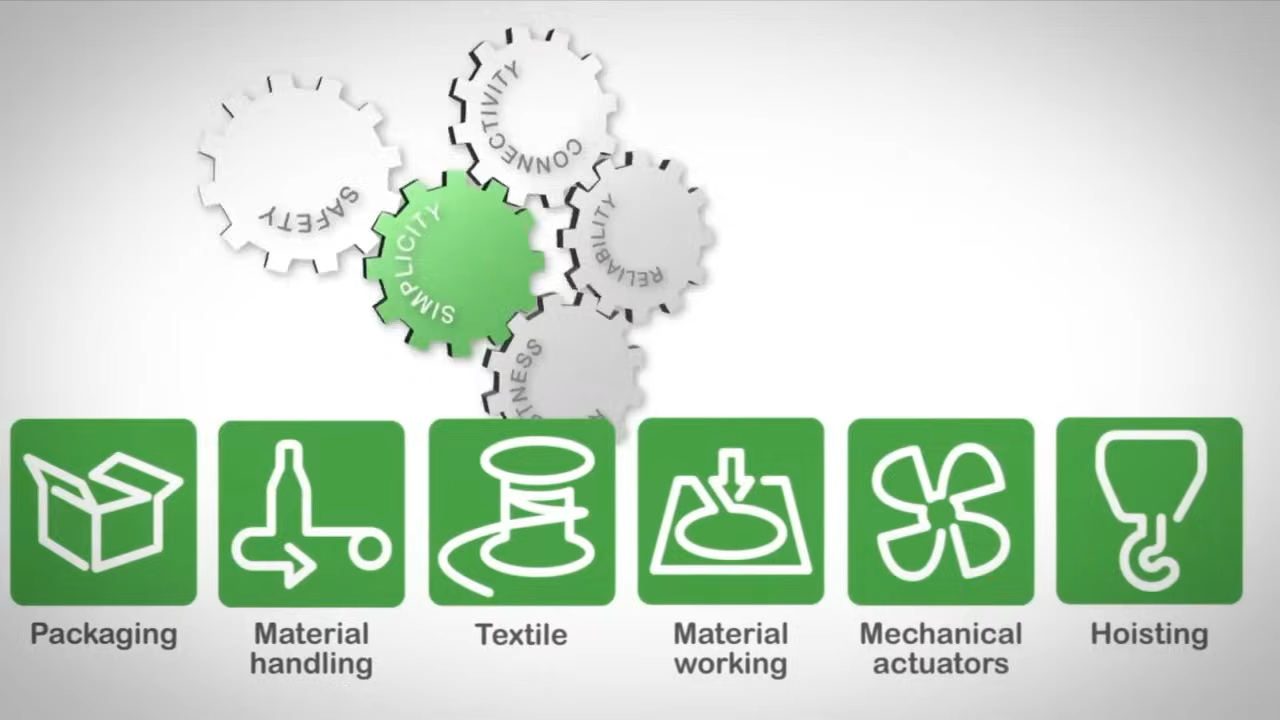 CONNECTIVITY
SAFETY
SIMPLICITY
RELIABILITY
Packaging
Material
handling
Textile
Material
working
Mechanical
actuators
Hoisting